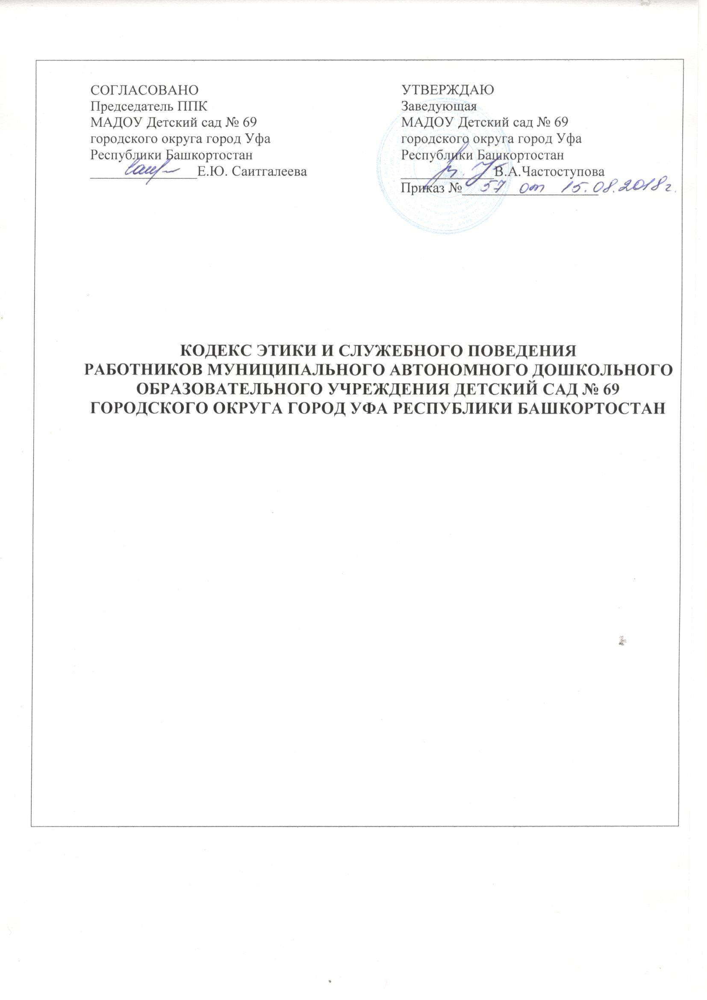 СОГЛАСОВАНО
Председатель ППК
МАДОУ Детский сад № 69
городского округа город Уфа
Республики Башкортостан
Е.Ю. Саитгалеева
УТВЕРЖДАЮ
Заведующая
МАДОУ Детский сад № 69
городского округа город Уфа
Республики Башкортостан
В.А.Частоступова
Приказ № 57 от 15.08.2018г.
КОДЕКС ЭТИКИ И СЛУЖЕБНОГО ПОВЕДЕНИЯ
РАБОТНИКОВ МУНИЦИПАЛЬНОГО АВТОНОМНОГО ДОШКОЛЬНОГО
ОБРАЗОВАТЕЛЬНОГО УЧРЕЖДЕНИЯ ДЕТСКИЙ САД № 69
ГОРОДСКОГО ОКРУГА ГОРОД УФА РЕСПУБЛИКИ БАШКОРТОСТАН